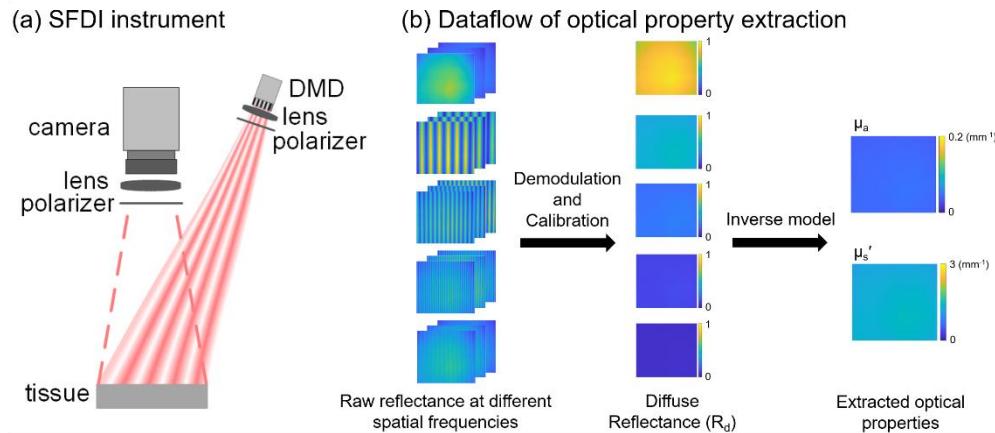 (a) SFDI instrument
DMD
lens
polarizer
camera
lens
polarizer
tissue
(b) Dataflow of optical property extraction
Raw reflectance at different
spatial frequencies
Demodulation
and
Calibration
1
0
1
0
1
0
1
0
1
0
Diffuse
Reflectance (R_d)
Inverse model
μₐ
0.2 (mm⁻¹)
0
μₛ′
3 (mm⁻¹)
0
Extracted optical
properties